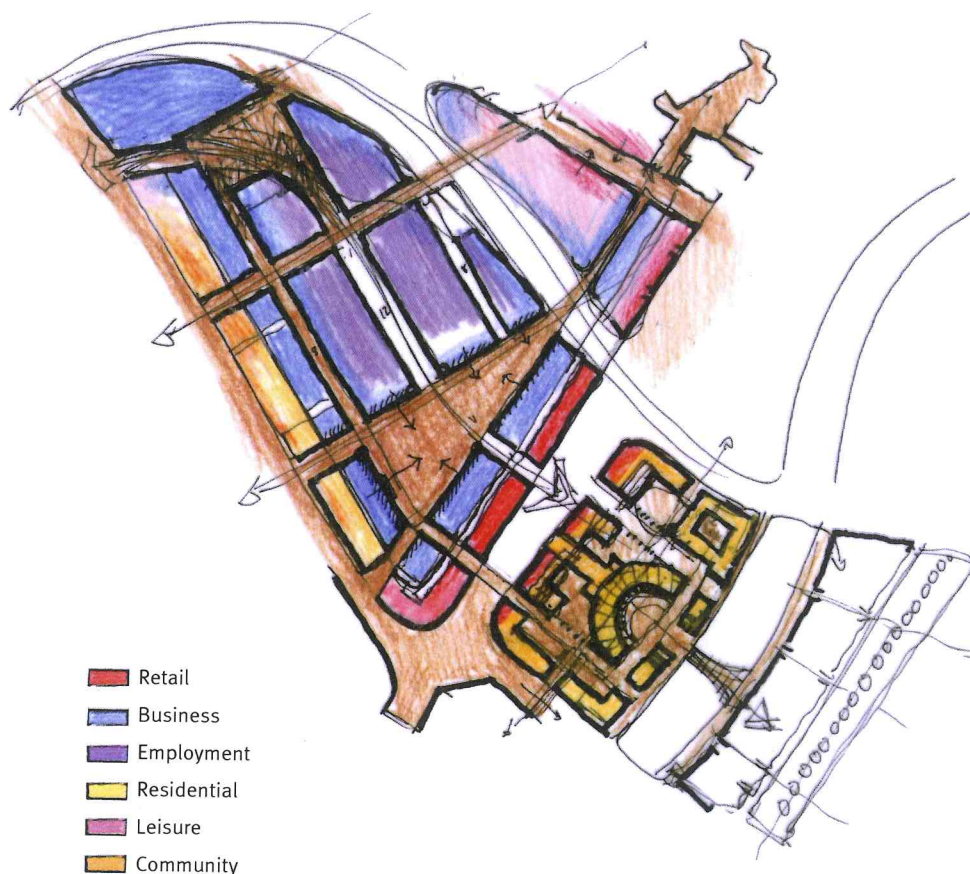 Retail
Business
Employment
Residential
Leisure
Community